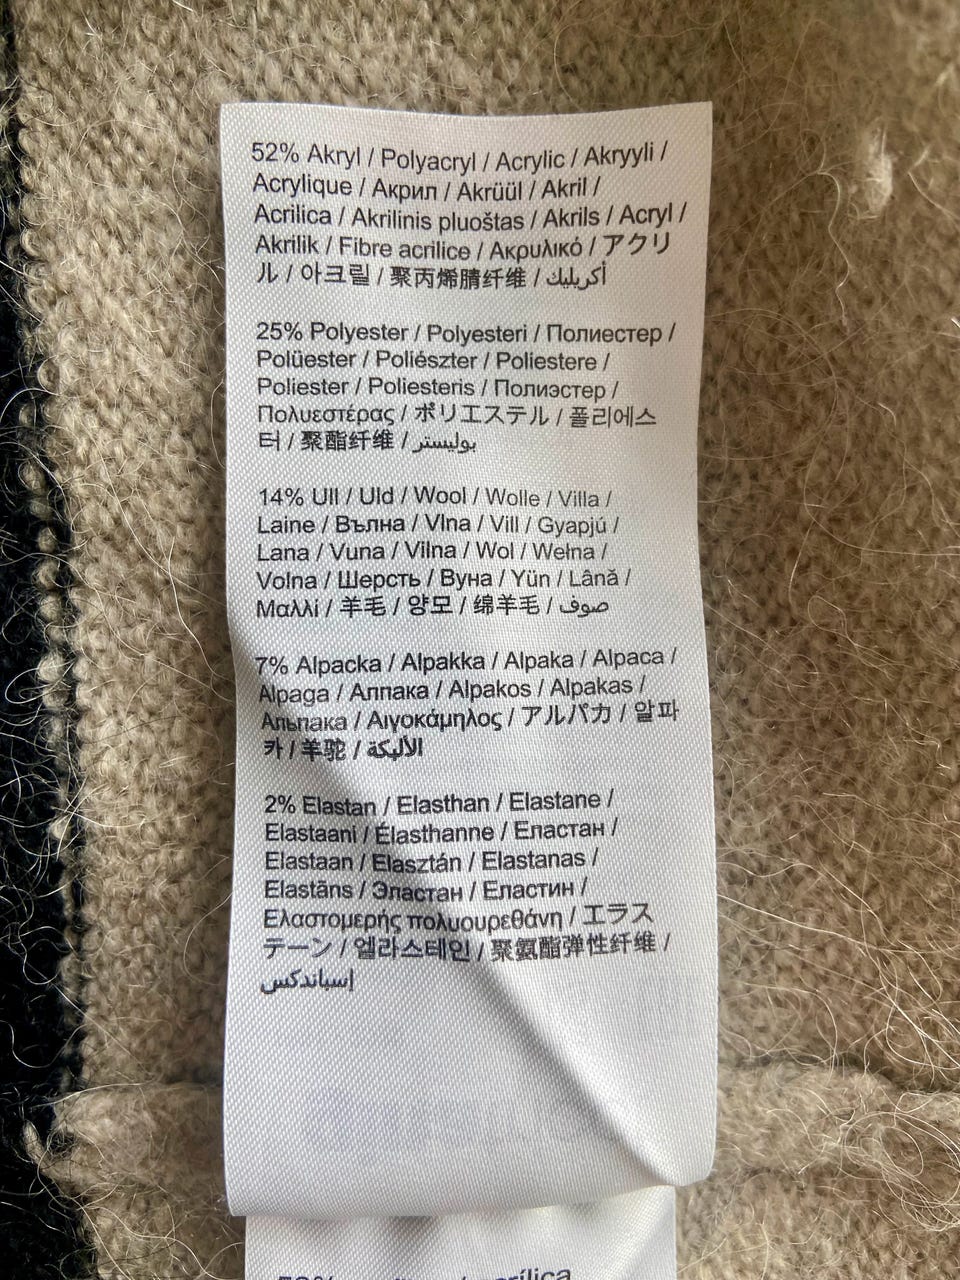 52% Akryl / Polyacryl / Acrylic / Akryyli /
Acrylique / Акрил / Akrüül / Akril /
Acrilica / Akrilinis pluoštas / Akrils / Acryl /
Akrilik / Fibre acrilice / Ακρυλικό / アクリ
ル / 아크릴 / 聚丙烯腈纤维 / أكريليك
25% Polyester / Polyesteri / Полиестер /
Polüester / Poliészter / Poliestere /
Poliester / Poliesteris / Полиэстер /
Πολυεστέρας / ポリエステル / 폴리에스
터 / 聚酯纤维 / بوليستر
14% Ull / Uld / Wool / Wolle / Villa /
Laine / Вълна / Vlna / Vill / Gyapjú /
Lana / Vuna / Vilna / Wol / Wełna /
Volna / Шерсть / Вуна / Yün / Lână /
Μαλλί / 羊毛 / 양모 / 绵羊毛 / صوف
7% Alpacka / Alpakka / Alpaka / Alpaca /
Alpaga / Алпака / Alpakos / Alpakas /
Альпака / Αιγοκάμηλος / アルパカ / 알파
카 / 羊驼 / الألبكة
2% Elastan / Elasthan / Elastane /
Elastaani / Élasthanne / Еластан /
Elastaan / Elasztán / Elastanas /
Elastāns / Эластан / Еластин /
Ελαστομερής πολυουρεθάνη / エラス
テーン / 엘라스테인 / 聚氨酯弹性纤维 /
إسباندكس